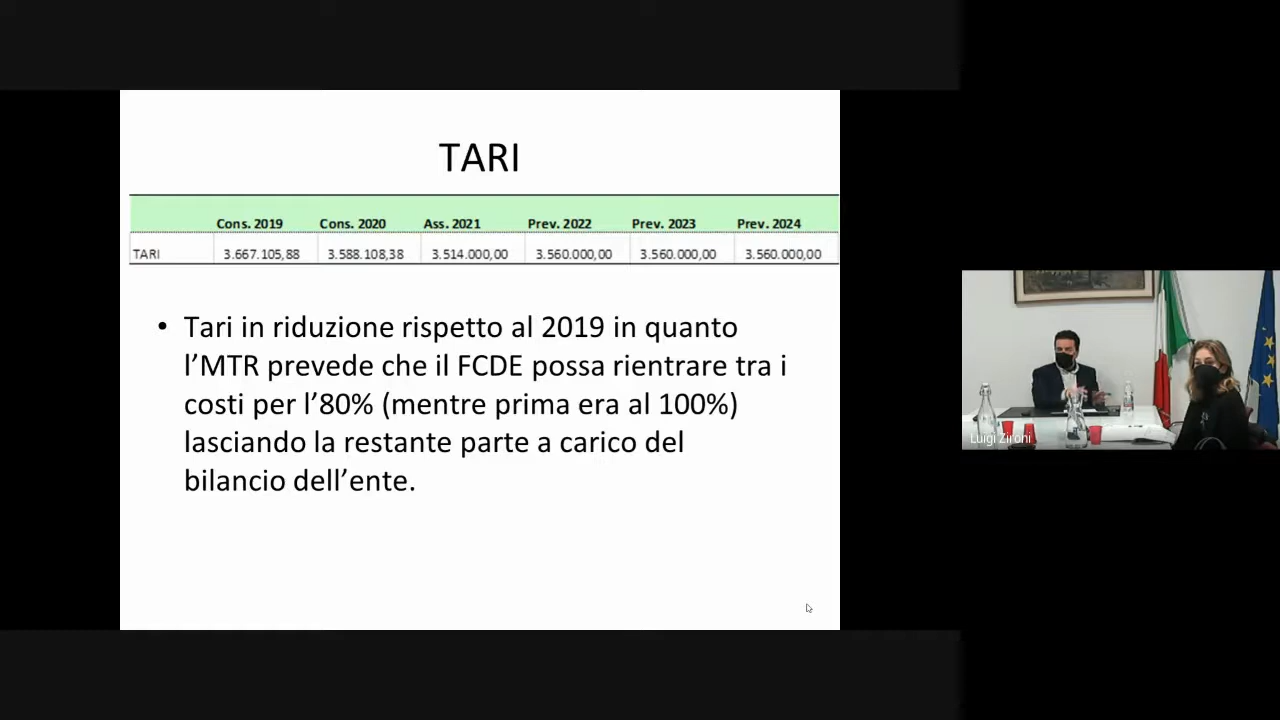 TARI
Cons. 2019 Cons. 2020 Ass. 2021 Prev. 2022 Prev. 2023 Prev. 2024
TARI 3.667.105,88 3.588.108,38 3.514.000,00 3.560.000,00 3.560.000,00 3.560.000,00
• Tari in riduzione rispetto al 2019 in quanto
l’MTR prevede che il FCDE possa rientrare tra i
costi per l’80% (mentre prima era al 100%)
lasciando la restante parte a carico del
bilancio dell’ente.
Luigi Zironi